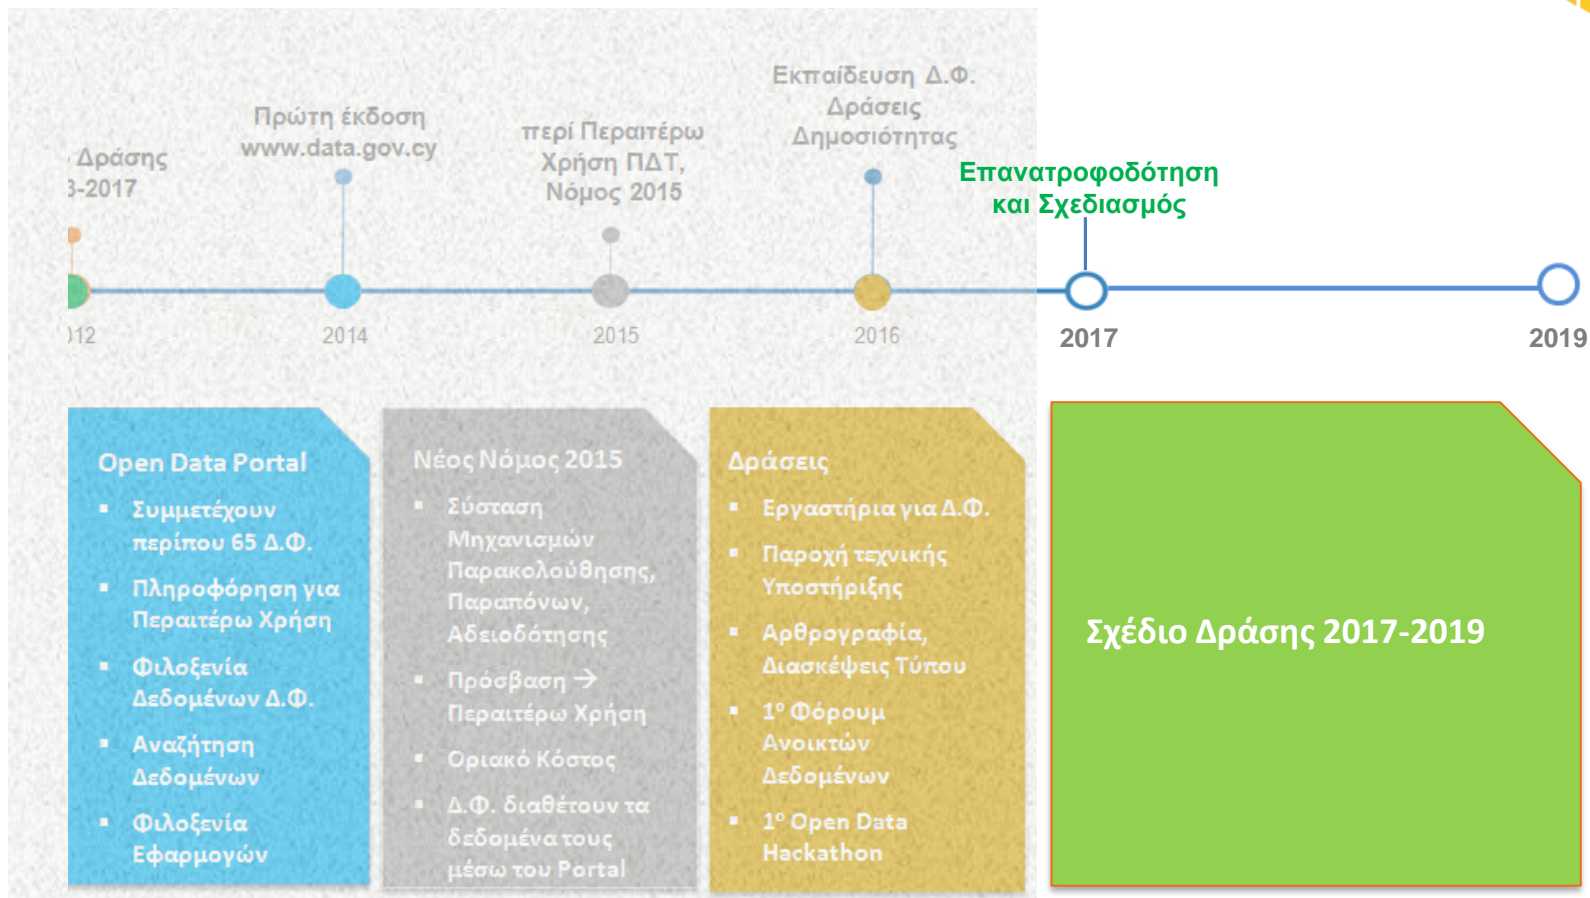 Δράσης
3-2017
Πρώτη έκδοση
www.data.gov.cy
περί Περαιτέρω
Χρήση ΠΔΤ,
Νόμος 2015
Εκπαίδευση Δ.Φ.
Δράσεις
Δημοσιότητας
Επανατροφοδότηση
και Σχεδιασμός
012
2014
2015
2016
2017
2019
Open Data Portal
▪ Συμμετέχουν
περίπου 65 Δ.Φ.
▪ Πληροφόρηση για
Περαιτέρω Χρήση
▪ Φιλοξενία
Δεδομένων Δ.Φ.
▪ Αναζήτηση
Δεδομένων
▪ Φιλοξενία
Εφαρμογών
Νέος Νόμος 2015
▪ Σύσταση
Μηχανισμών
Παρακολούθησης,
Παραπόνων,
Αδειοδότησης
▪ Πρόσβαση →
Περαιτέρω Χρήση
▪ Οριακό Κόστος
▪ Δ.Φ. διαθέτουν τα
δεδομένα τους
μέσω του Portal
Δράσεις
▪ Εργαστήρια για Δ.Φ.
▪ Παροχή τεχνικής
Υποστήριξης
▪ Αρθρογραφία,
Διασκέψεις Τύπου
▪ 1º Φόρουμ
Ανοικτών
Δεδομένων
▪ 1º Open Data
Hackathon
Σχέδιο Δράσης 2017-2019